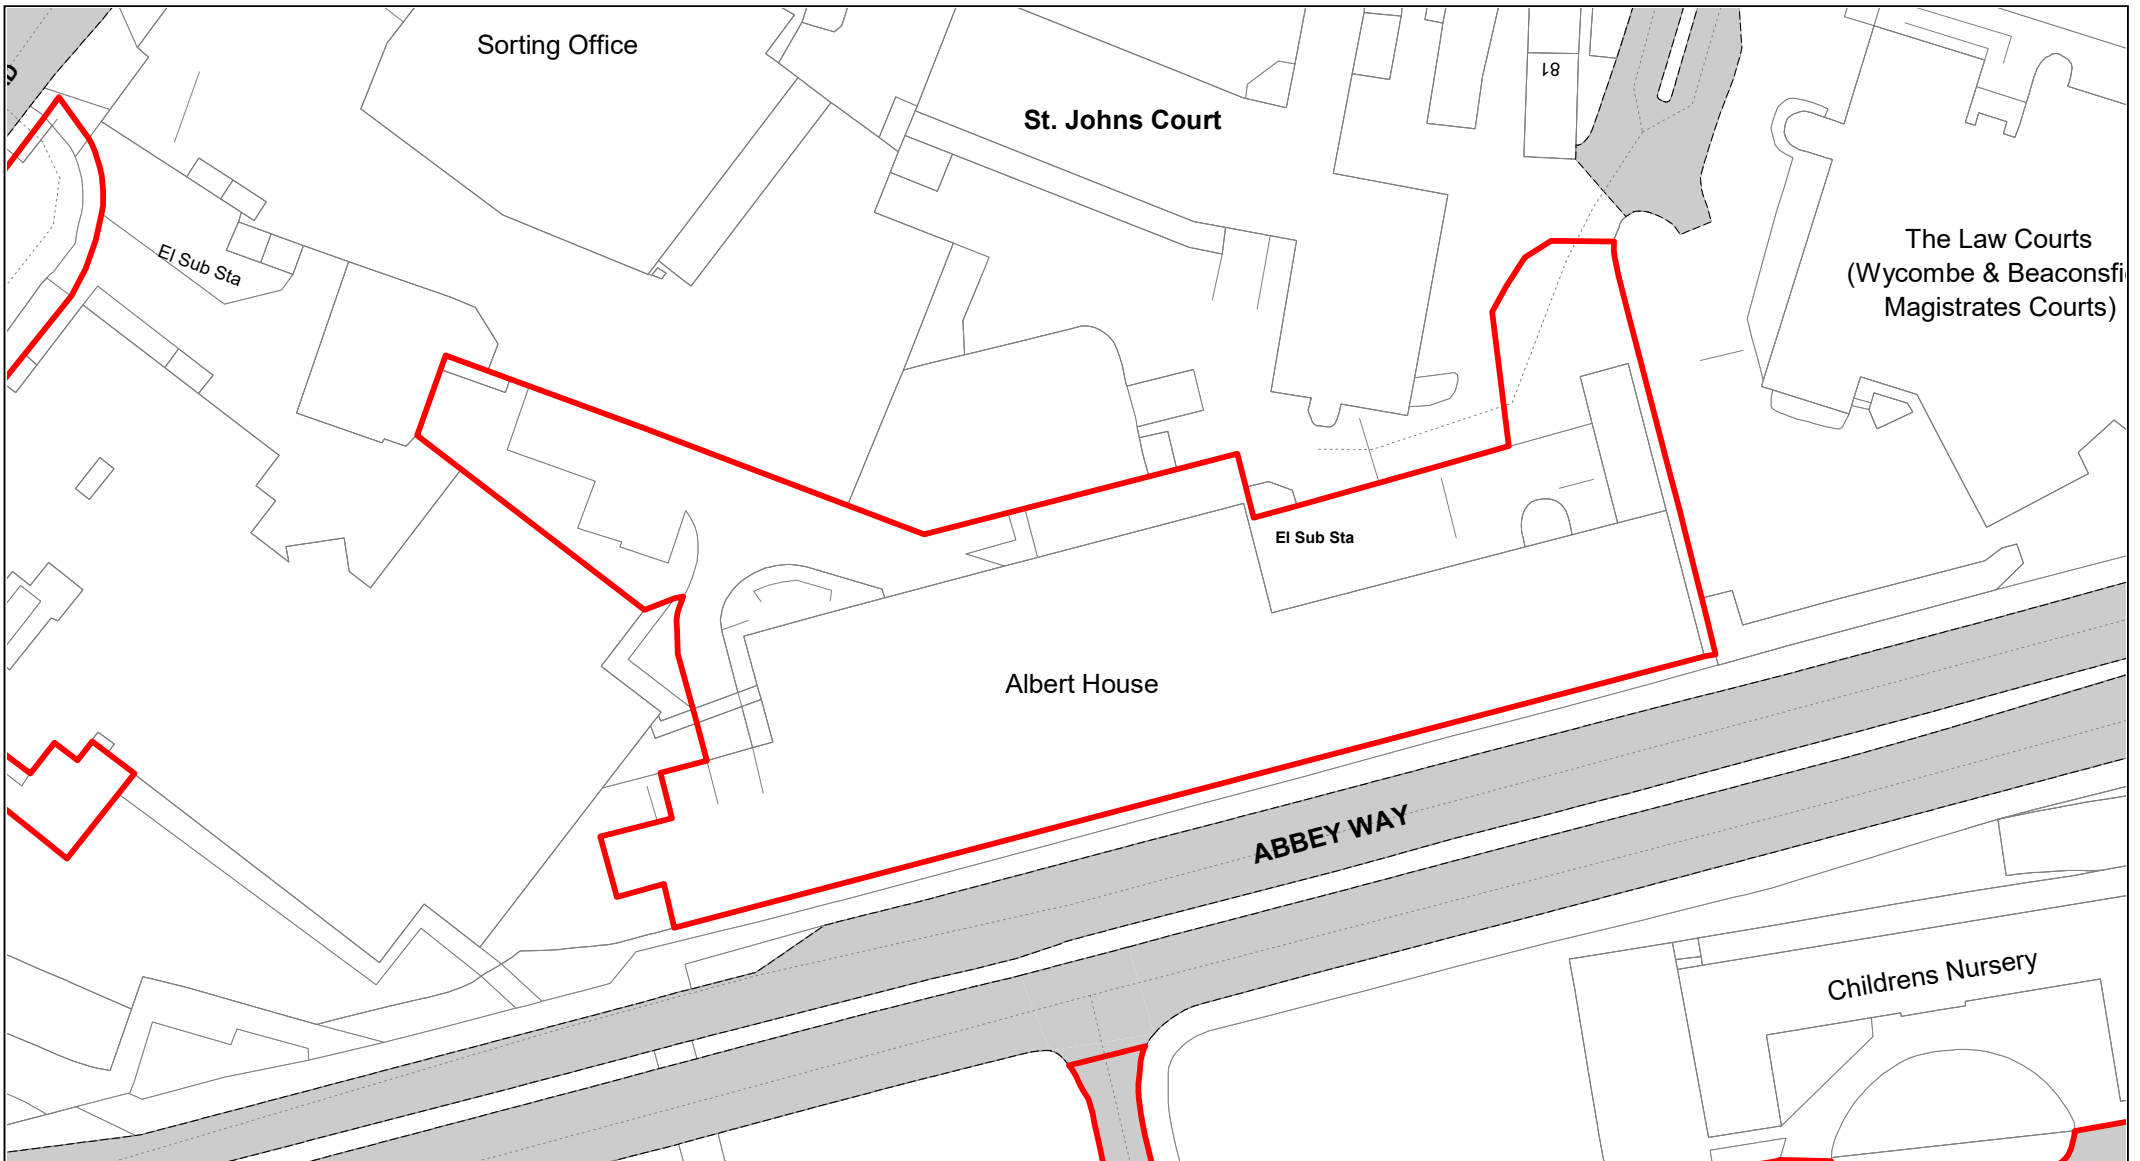 Sorting Office
St. Johns Court
81
The Law Courts
(Wycombe & Beaconsfi
Magistrates Courts)
El Sub Sta
El Sub Sta
Albert House
ABBEY WAY
Childrens Nursery